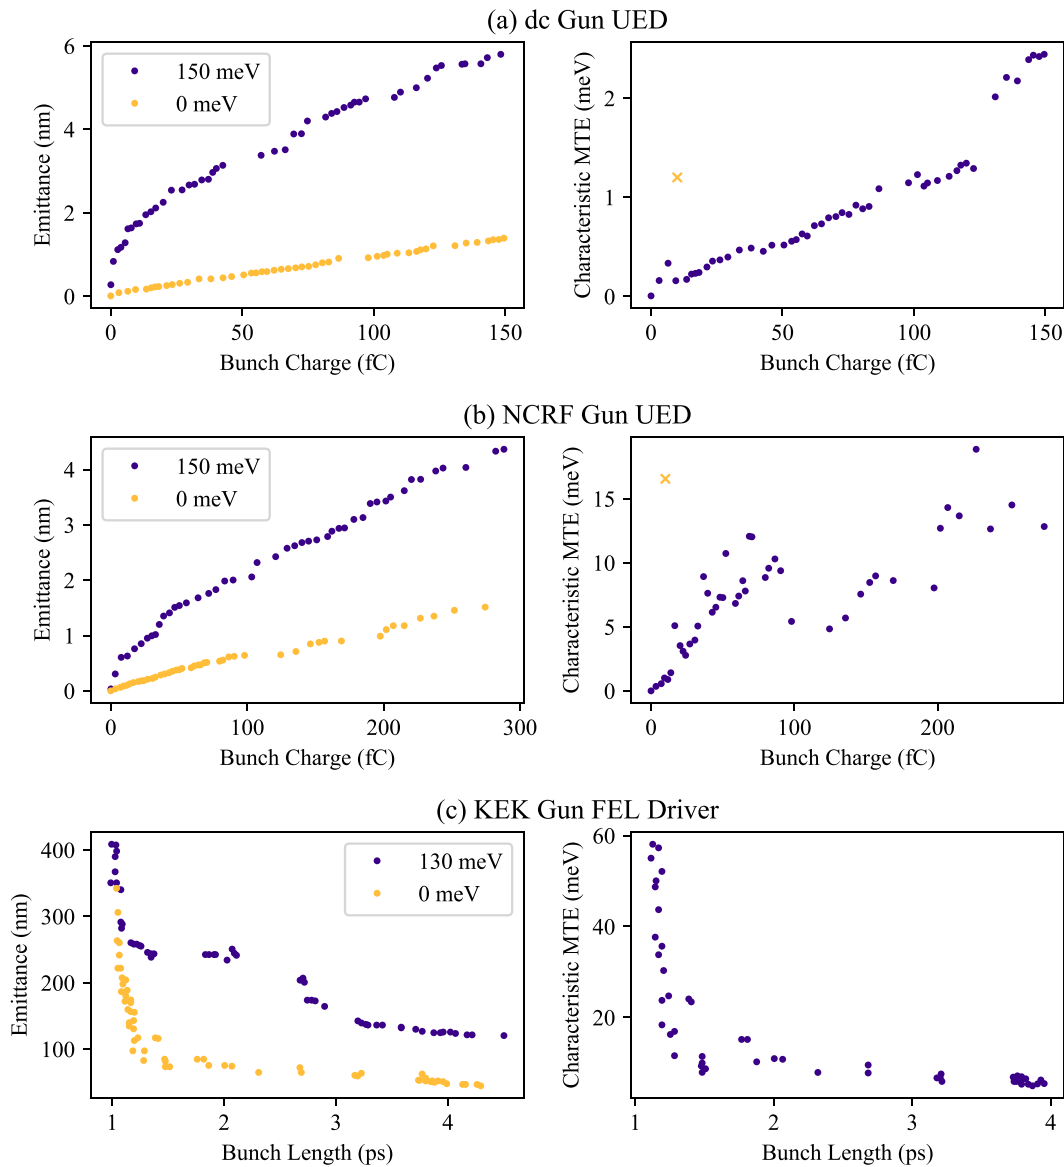 (a) dc Gun UED
Emittance (nm)
6
4
2
0
150 meV
0 meV
0 50 100 150
Bunch Charge (fC)
Characteristic MTE (meV)
2
1
0
0 50 100 150
Bunch Charge (fC)
(b) NCRF Gun UED
Emittance (nm)
4
3
2
1
0
150 meV
0 meV
0 100 200 300
Bunch Charge (fC)
Characteristic MTE (meV)
15
10
5
0
0 100 200
Bunch Charge (fC)
(c) KEK Gun FEL Driver
Emittance (nm)
400
300
200
100
130 meV
0 meV
1 2 3 4
Bunch Length (ps)
Characteristic MTE (meV)
60
40
20
1 2 3 4
Bunch Length (ps)